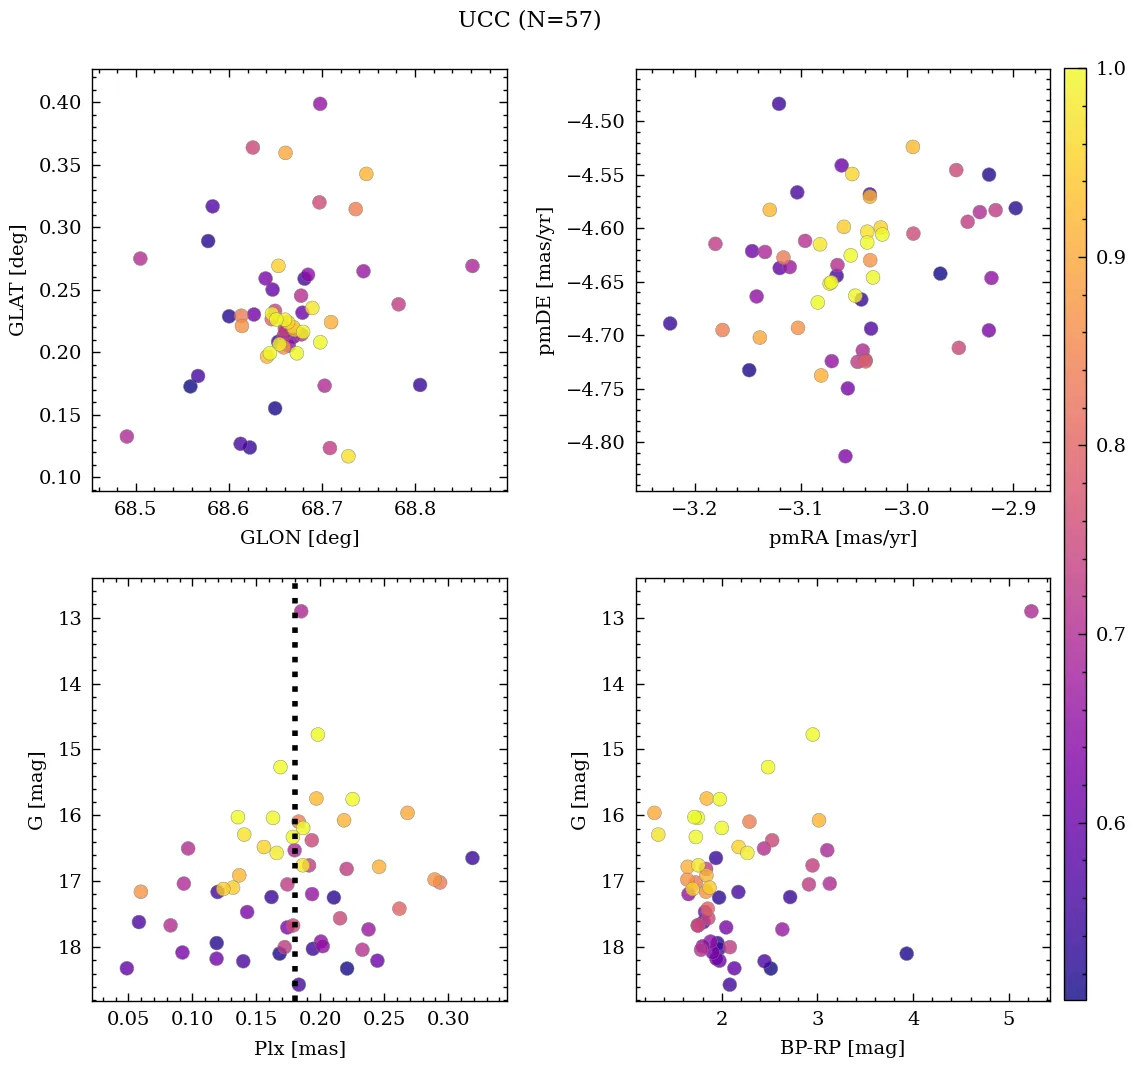 UCC (N=57)
0.40
0.35
0.30
0.25
0.20
0.15
0.10
GLAT [deg]
68.5 68.6 68.7 68.8
GLON [deg]
−4.50
−4.55
−4.60
−4.65
−4.70
−4.75
−4.80
pmDE [mas/yr]
−3.2 −3.1 −3.0 −2.9
pmRA [mas/yr]
1.0
0.9
0.8
0.7
0.6
13
14
15
16
17
18
G [mag]
0.05 0.10 0.15 0.20 0.25 0.30
Plx [mas]
13
14
15
16
17
18
G [mag]
2 3 4 5
BP-RP [mag]